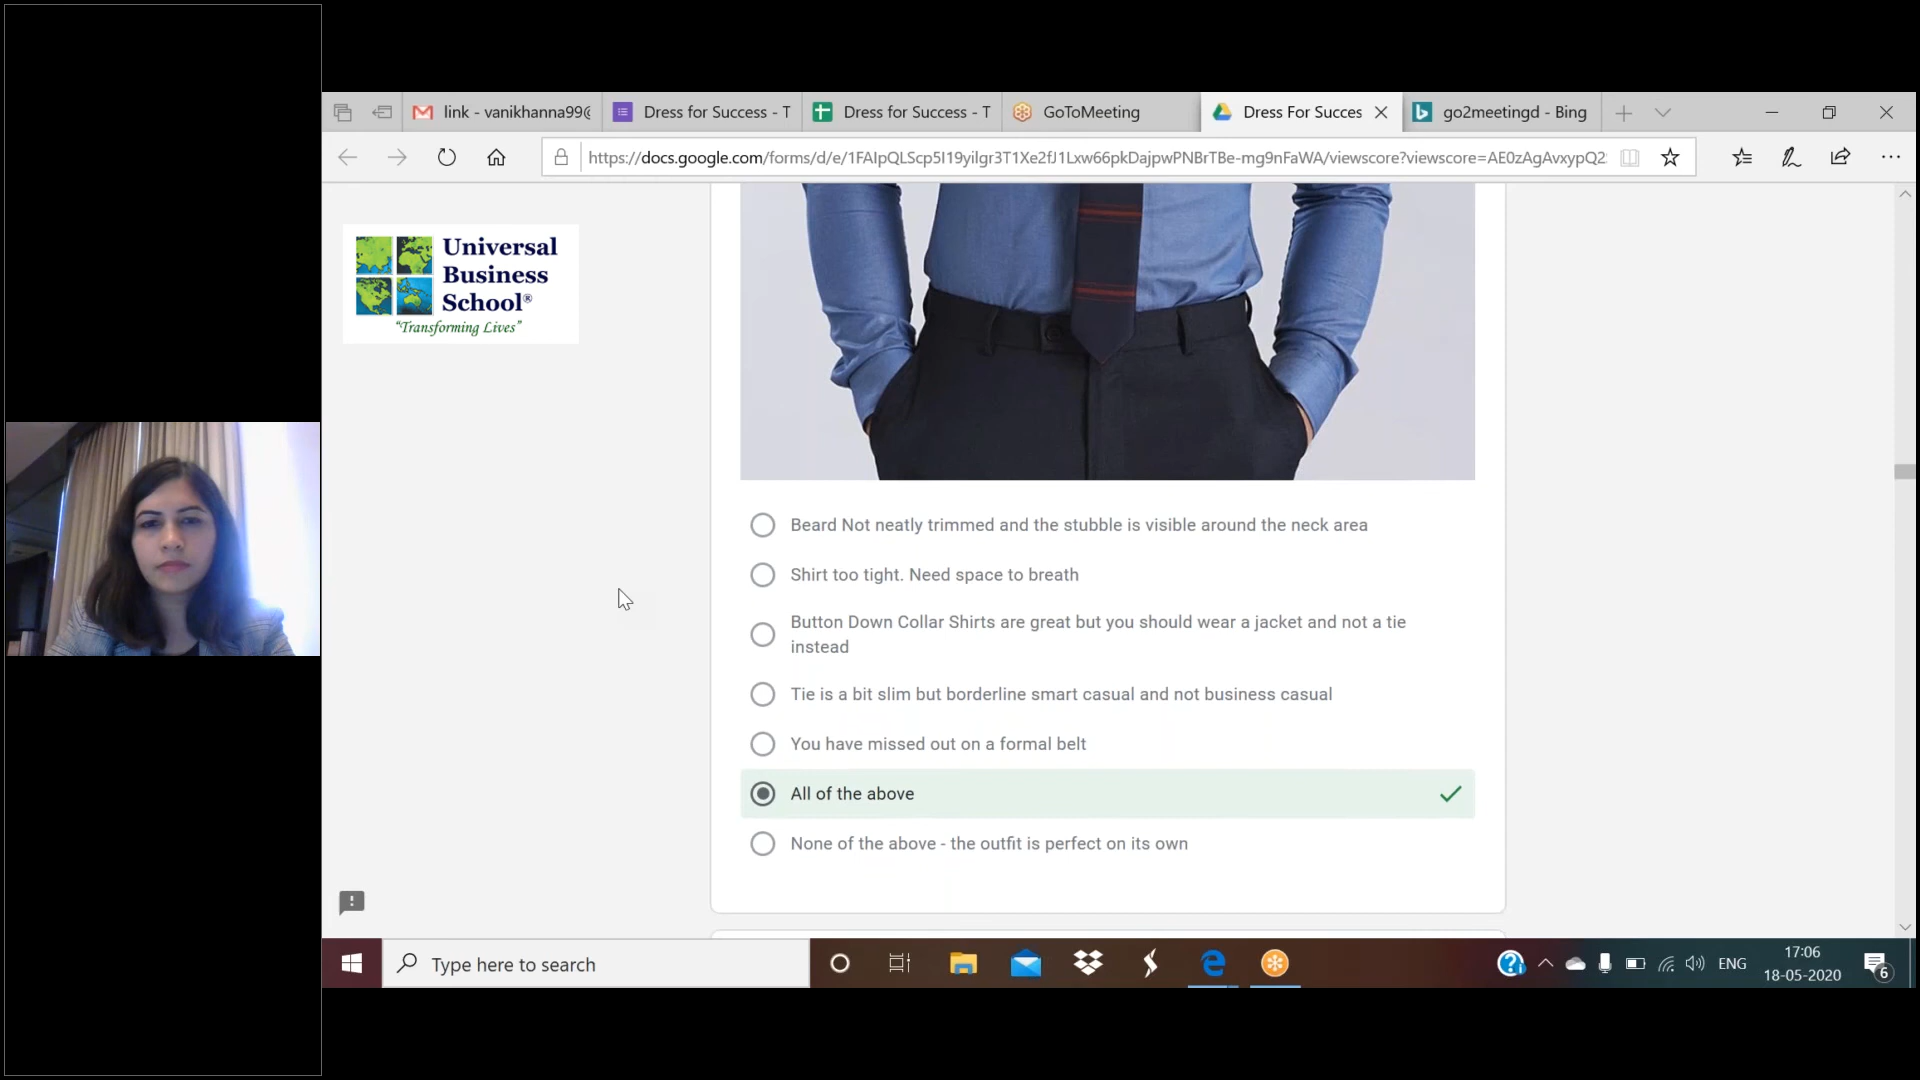 link - vanikhanna99@
Dress for Success - T
Dress for Success - T
GoToMeeting
Dress For Succes
go2meetingd - Bing
https://docs.google.com/forms/d/e/1FAIpQLScp5I19yiIgr3T1Xe2fJ1Lxw66pkDajpwPNBrTBe-mg9nFaWA/viewscore?viewscore=AE0zAgAvxypQ2
Universal
Business
School®
"Transforming Lives"
Beard Not neatly trimmed and the stubble is visible around the neck area
Shirt too tight. Need space to breath
Button Down Collar Shirts are great but you should wear a jacket and not a tie
instead
Tie is a bit slim but borderline smart casual and not business casual
You have missed out on a formal belt
All of the above
None of the above - the outfit is perfect on its own
Type here to search
ENG
17:06
18-05-2020
6